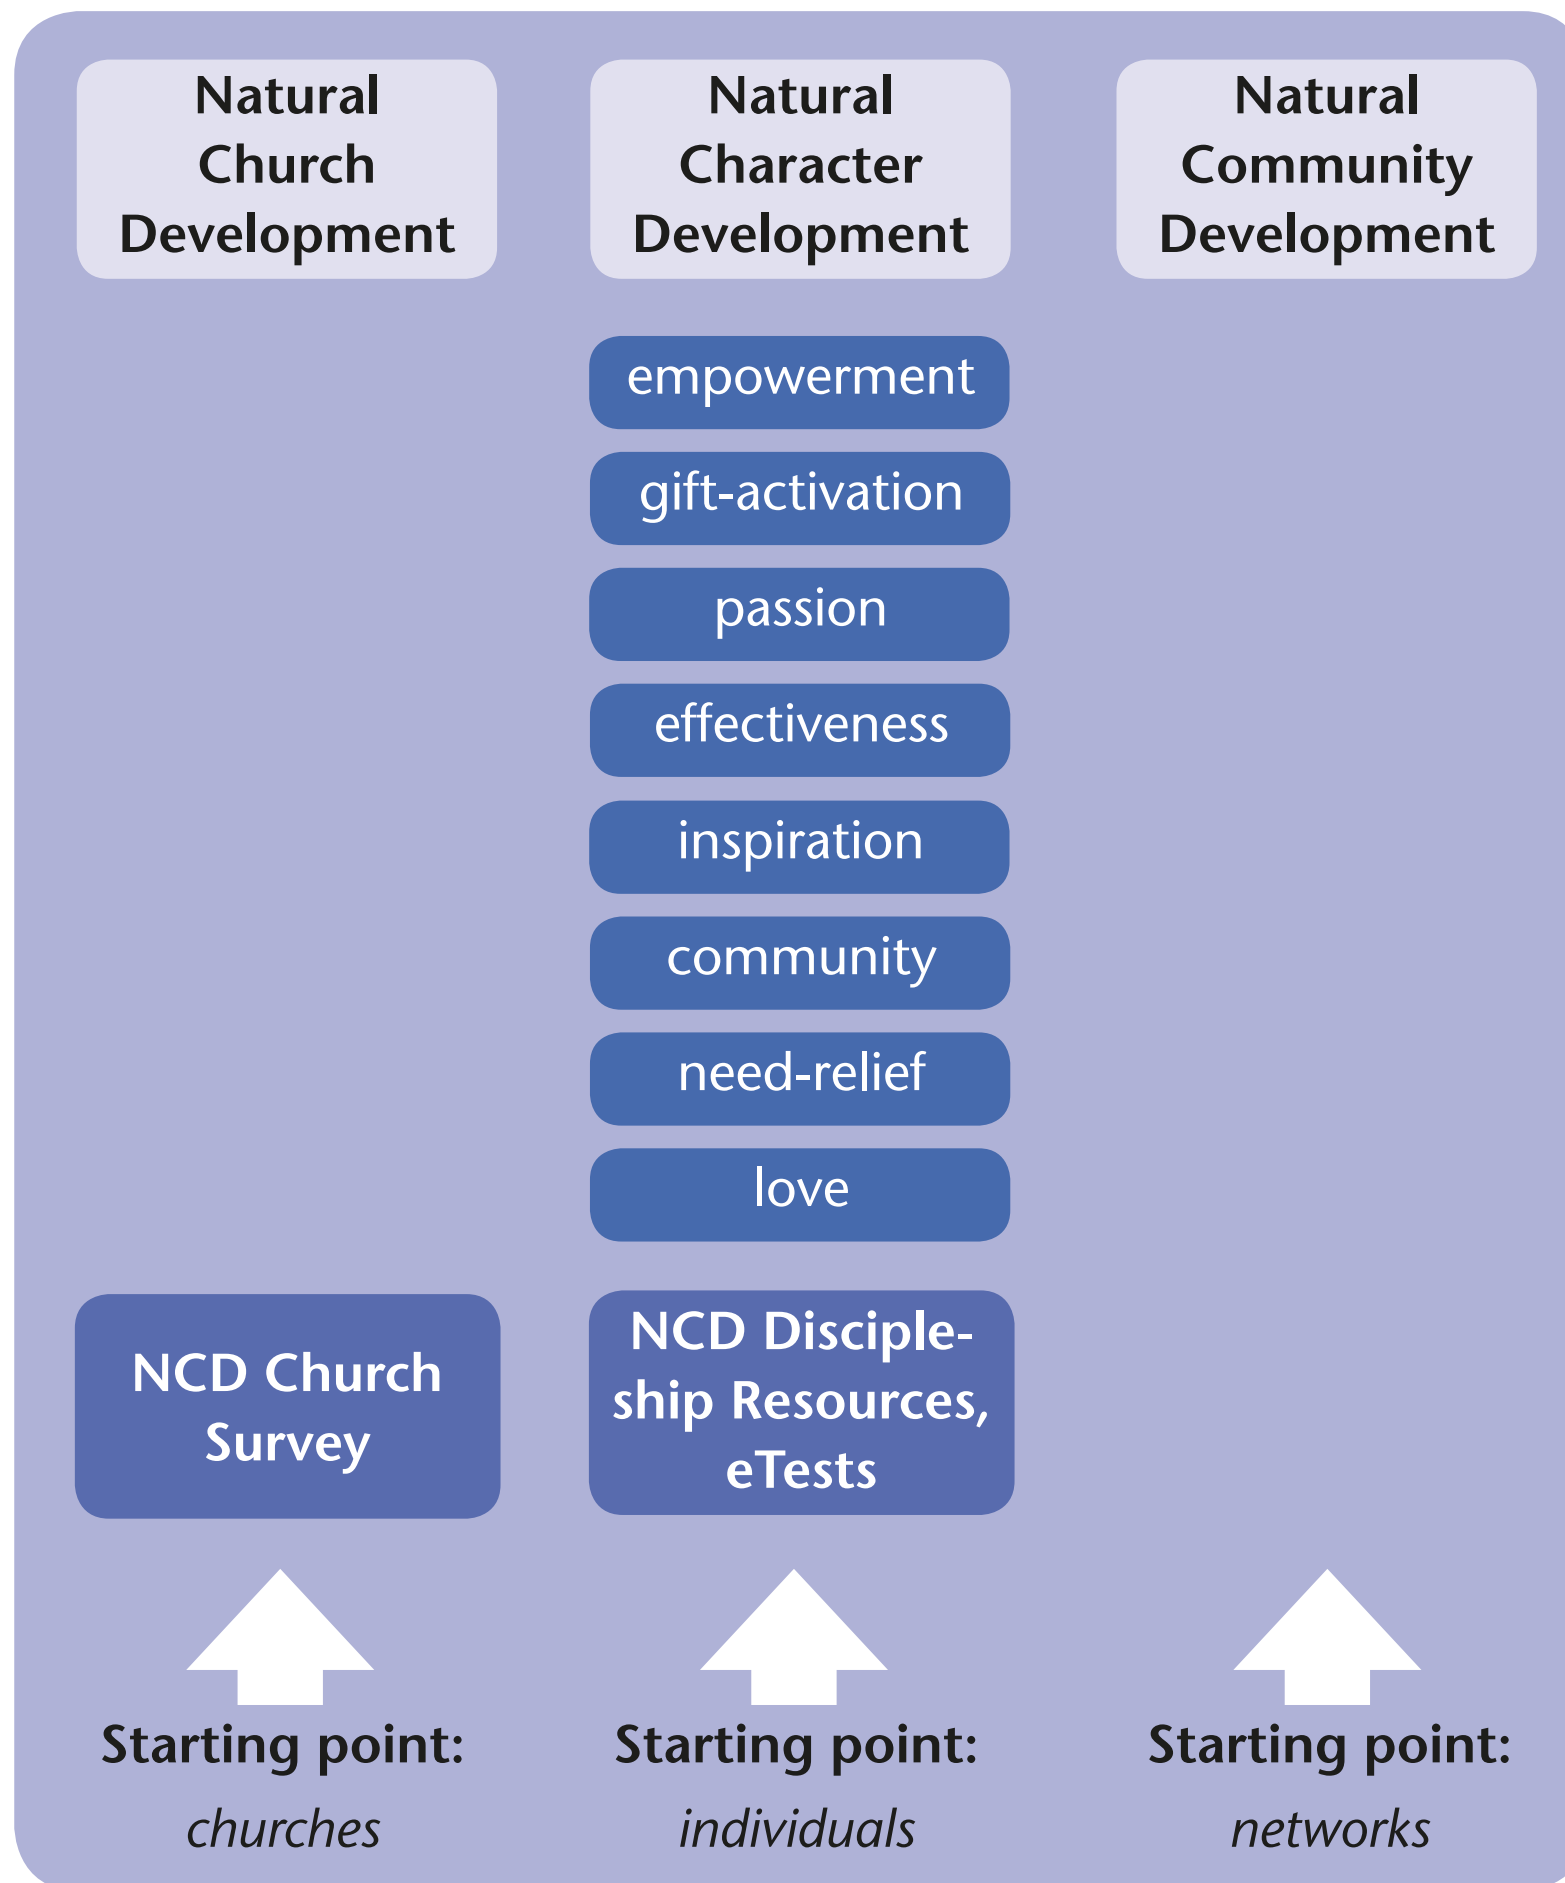 Natural
Church
Development
Natural
Character
Development
Natural
Community
Development
empowerment
gift-activation
passion
effectiveness
inspiration
community
need-relief
love
NCD Church
Survey
NCD Disciple-
ship Resources,
eTests
Starting point:
churches
Starting point:
individuals
Starting point:
networks